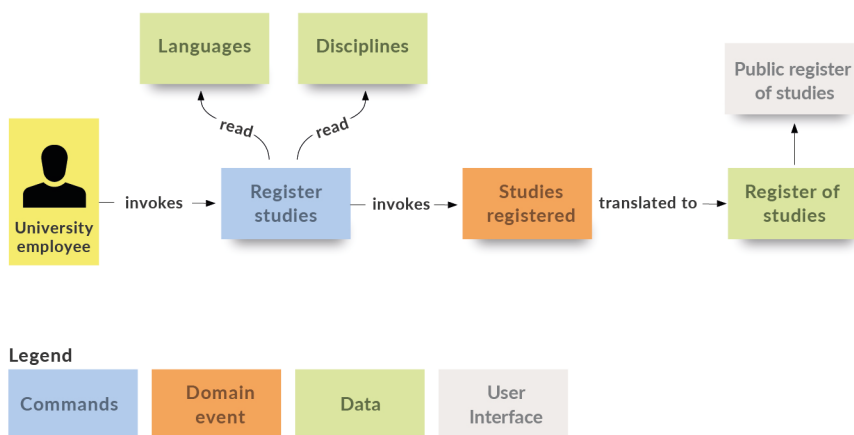 Languages
Disciplines
Public register
of studies
read
read
University
employee
invokes
Register
studies
invokes
Studies
registered
translated to
Register of
studies
Legend
Commands
Domain
event
Data
User
Interface